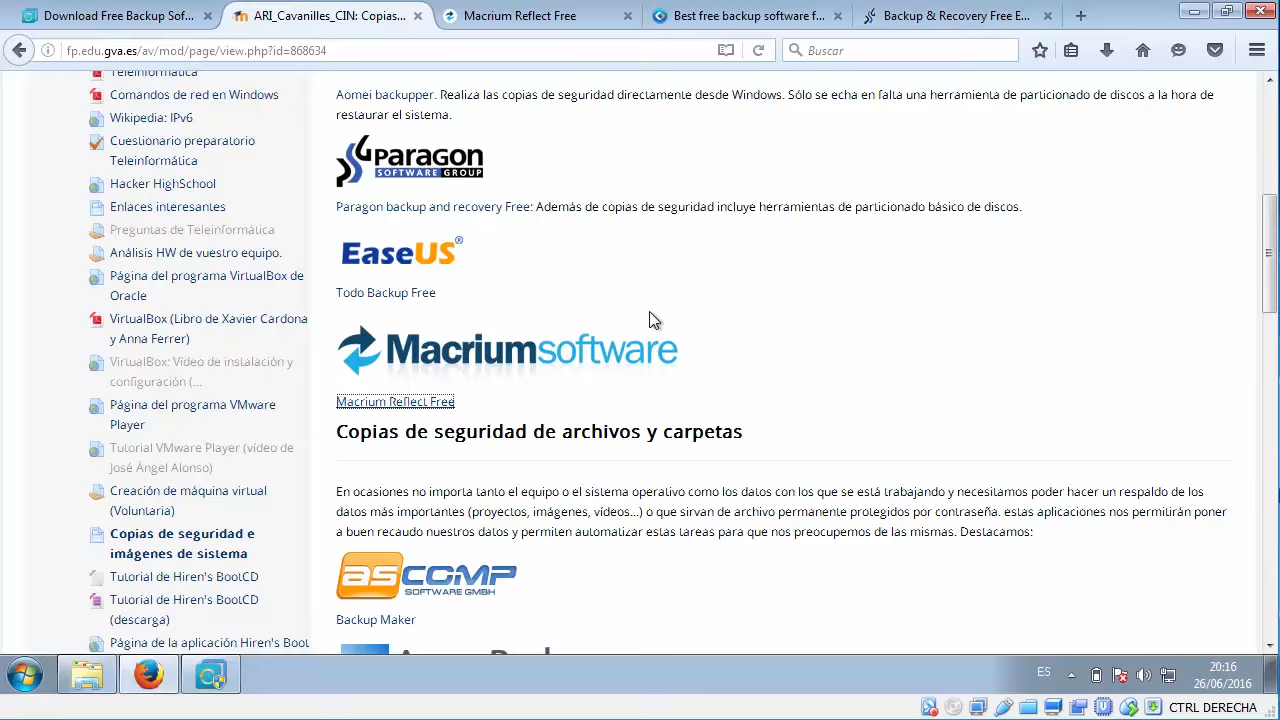 Download Free Backup Sof...
ARI_Cavanilles_CIN: Copias...
Macrium Reflect Free
Best free backup software f...
Backup & Recovery Free E...
fp.edu.gva.es/av/mod/page/view.php?id=868634
Buscar
Teleinformática
Comandos de red en Windows
Wikipedia: IPv6
Cuestionario preparatorio
Teleinformática
Hacker HighSchool
Enlaces interesantes
Preguntas de Teleinformática
Análisis HW de vuestro equipo.
Página del programa VirtualBox de
Oracle
VirtualBox (Libro de Xavier Cardona
y Anna Ferrer)
VirtualBox: Vídeo de instalación y
configuración (...
Página del programa VMware
Player
Tutorial VMware Player (vídeo de
José Ángel Alonso)
Creación de máquina virtual
(Voluntaria)
Copias de seguridad e
imágenes de sistema
Tutorial de Hiren's BootCD
Tutorial de Hiren's BootCD
(descarga)
Página de la aplicación Hiren's Boot
Aomei backupper. Realiza las copias de seguridad directamente desde Windows. Sólo se echa en falta una herramienta de particionado de discos a la hora de
restaurar el sistema.
Paragon
SOFTWARE GROUP
Paragon backup and recovery Free: Además de copias de seguridad incluye herramientas de particionado básico de discos.
EaseUS®
Todo Backup Free
Macriumsoftware
Macrium Reflect Free
Copias de seguridad de archivos y carpetas
En ocasiones no importa tanto el equipo o el sistema operativo como los datos con los que se está trabajando y necesitamos poder hacer un respaldo de los
datos más importantes (proyectos, imágenes, vídeos...) o que sirvan de archivo permanente protegidos por contraseña. estas aplicaciones nos permitirán poner
a buen recaudo nuestros datos y permiten automatizar estas tareas para que nos preocupemos de las mismas. Destacamos:
ASCOMP
SOFTWARE GMBH
Backup Maker
ES
20:16
26/06/2016
CTRL DERECHA